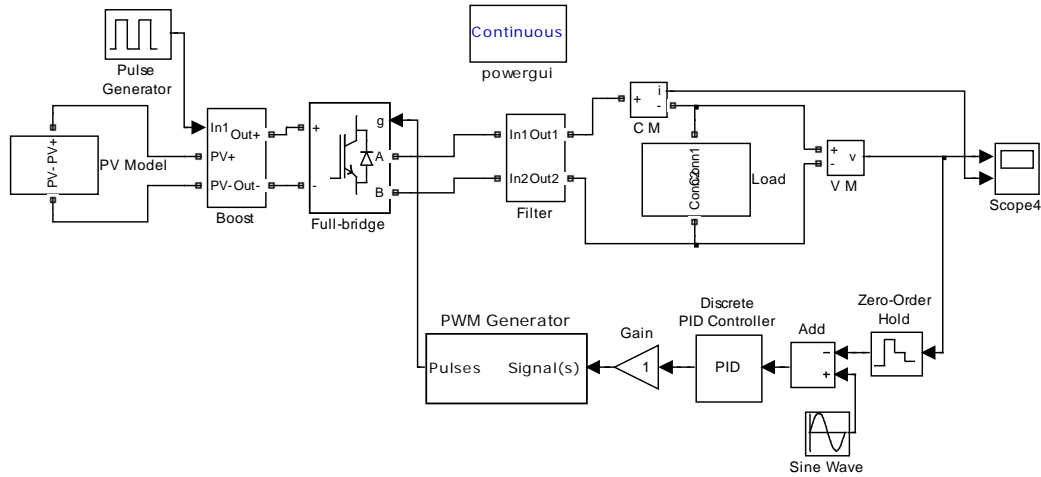 Continuous
powergui
Pulse
Generator
In1
Out+
PV+
PV-
Out-
Boost
PV+
PV-
PV Model
+
-
g
A
B
Full-bridge
In1
Out1
In2
Out2
Filter
+
i
-
C M
Conn1
Conn2
Load
+
-
v
V M
Scope4
Zero-Order
Hold
Add
-
+
Sine Wave
Discrete
PID Controller
PID
Gain
1
PWM Generator
Pulses
Signal(s)